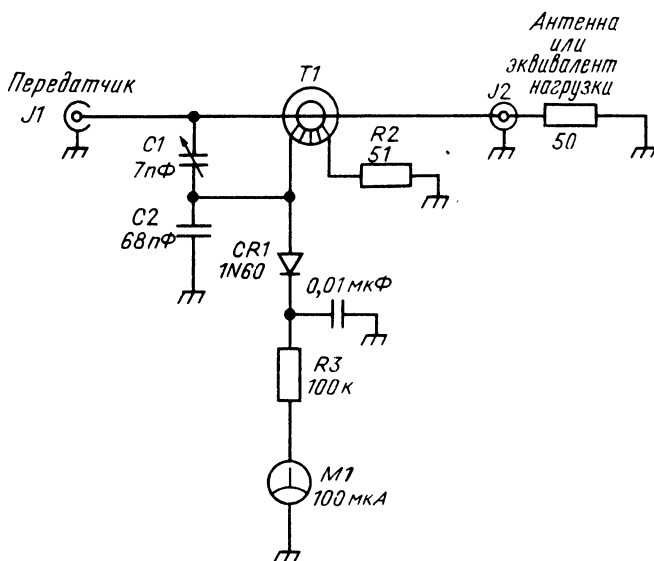 Антенна
или
эквивалент
нагрузки
Передатчик
J1
T1
J2
C1
7пФ
R2
51
50
C2
68пФ
CR1
1N60
0,01 мкФ
R3
100к
M1
100 мкА